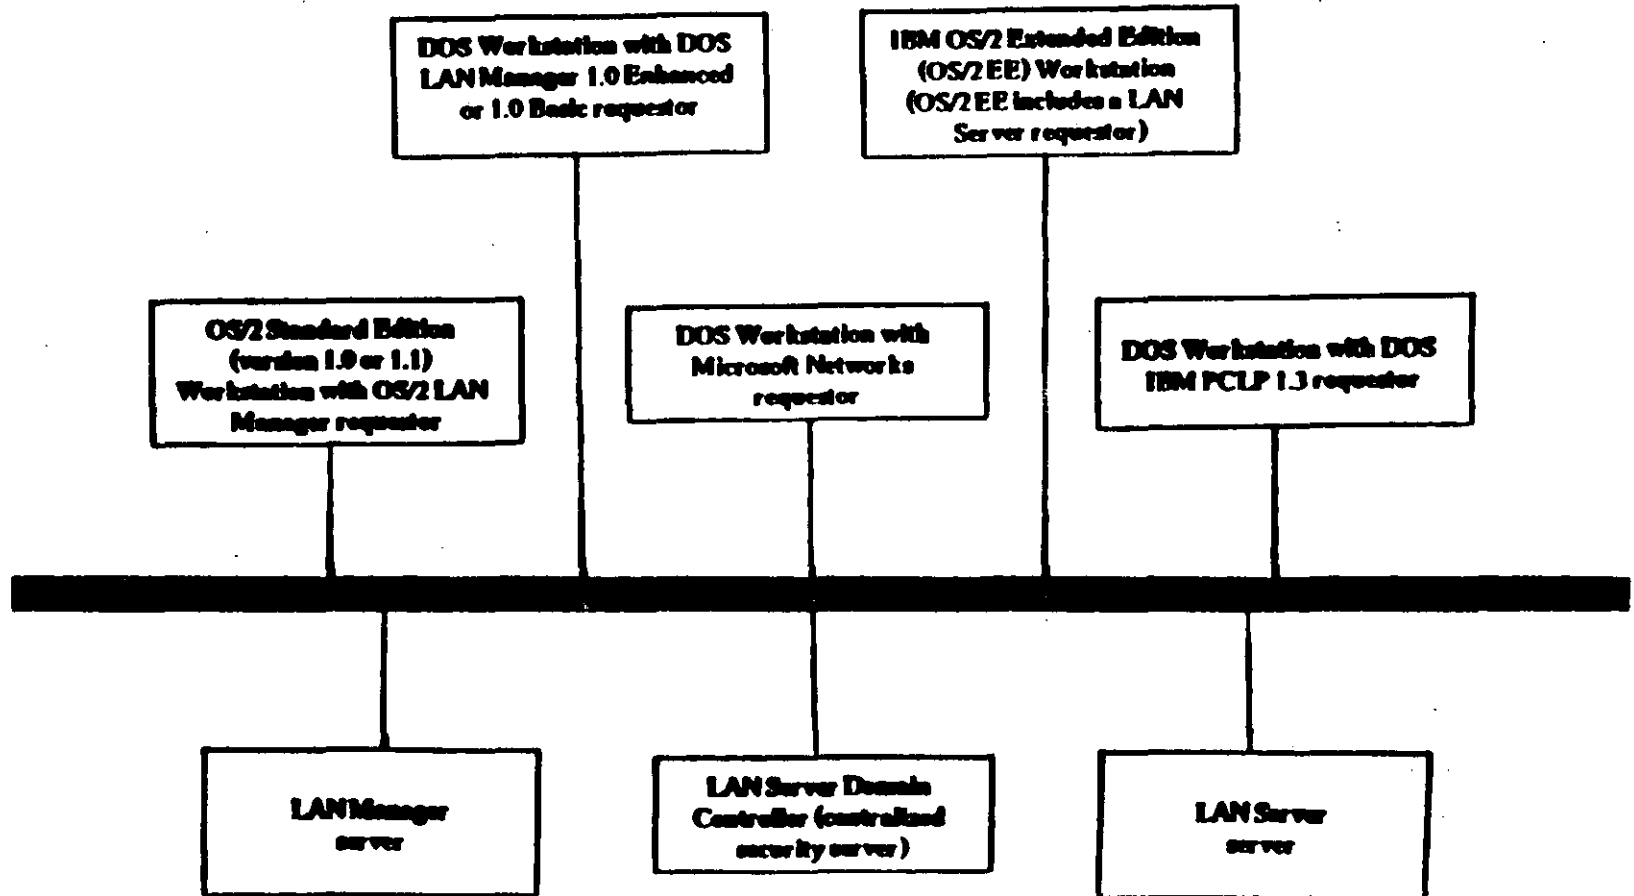 DOS Workstation with DOS
LAN Manager 1.0 Enhanced
or 1.0 Basic requestor
IBM OS/2 Extended Edition
(OS/2 EE) Workstation
(OS/2 EE includes a LAN
Server requestor)
OS/2 Standard Edition
(version 1.0 or 1.1)
Workstation with OS/2 LAN
Manager requestor
DOS Workstation with
Microsoft Networks
requestor
DOS Workstation with DOS
IBM PCLP 1.3 requestor
LAN Manager
server
LAN Server Domain
Controller (centralized
security server)
LAN Server
server